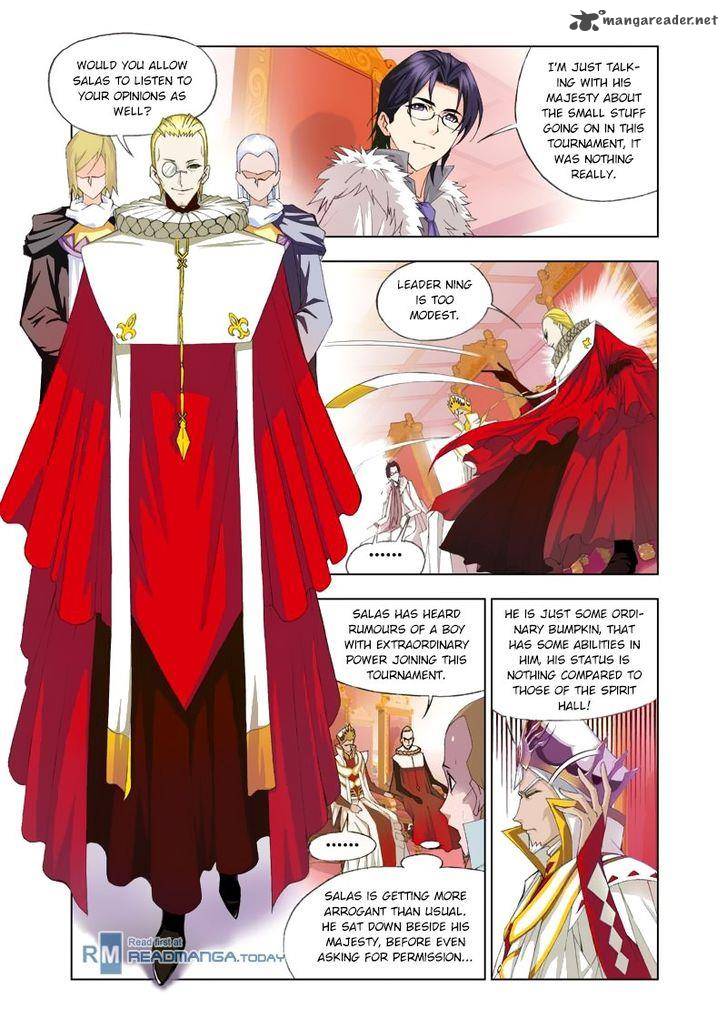 mangareader.net
WOULD YOU ALLOW
SALAS TO LISTEN TO
YOUR OPINIONS AS
WELL?
I'M JUST TALK-
ING WITH HIS
MAJESTY ABOUT
THE SMALL STUFF
GOING ON IN THIS
TOURNAMENT, IT
WAS NOTHING
REALLY.
LEADER NING
IS TOO
MODEST.
••••••
SALAS HAS HEARD
RUMOURS OF A BOY
WITH EXTRAORDINARY
POWER JOINING THIS
TOURNAMENT.
HE IS JUST SOME ORDI-
NARY BUMPKIN, THAT
HAS SOME ABILITIES IN
HIM, HIS STATUS IS
NOTHING COMPARED TO
THOSE OF THE SPIRIT
HALL!
••••••
SALAS IS GETTING MORE
ARROGANT THAN USUAL.
HE SAT DOWN BESIDE HIS
MAJESTY, BEFORE EVEN
ASKING FOR PERMISSION...
RM
Read first at
READMANGA.TODAY